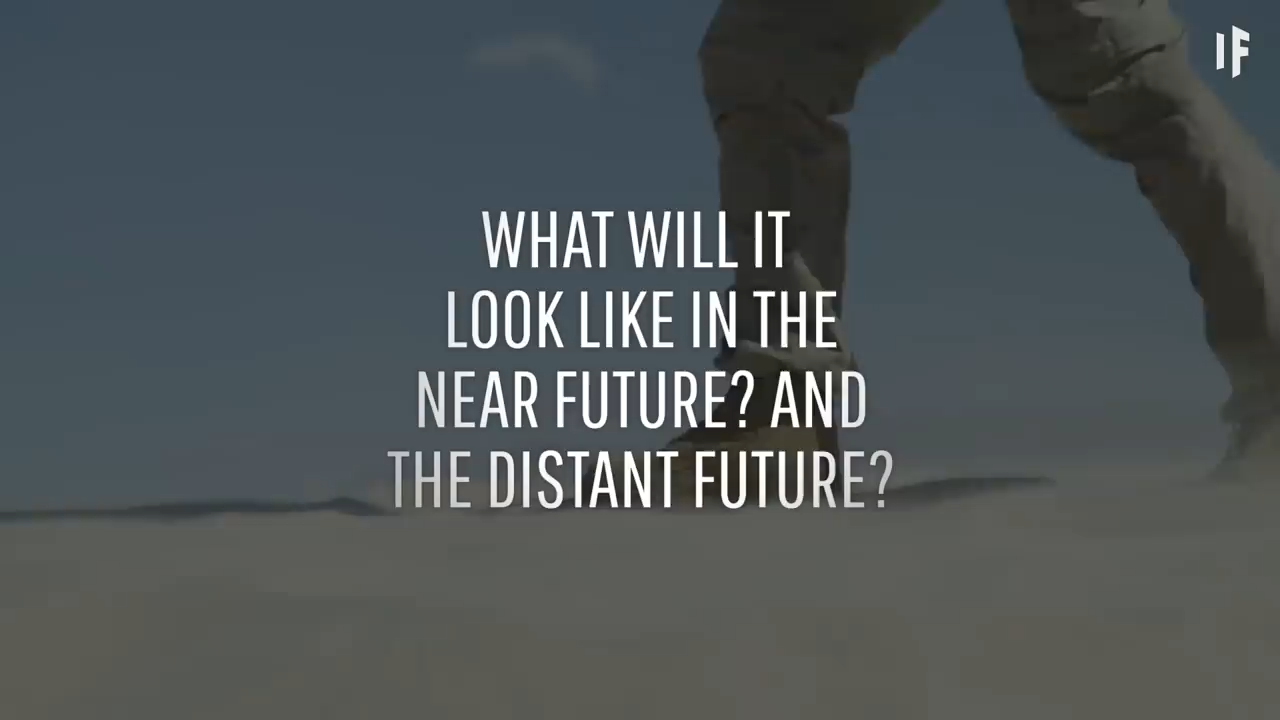 IF
WHAT WILL IT
LOOK LIKE IN THE
NEAR FUTURE? AND
THE DISTANT FUTURE?